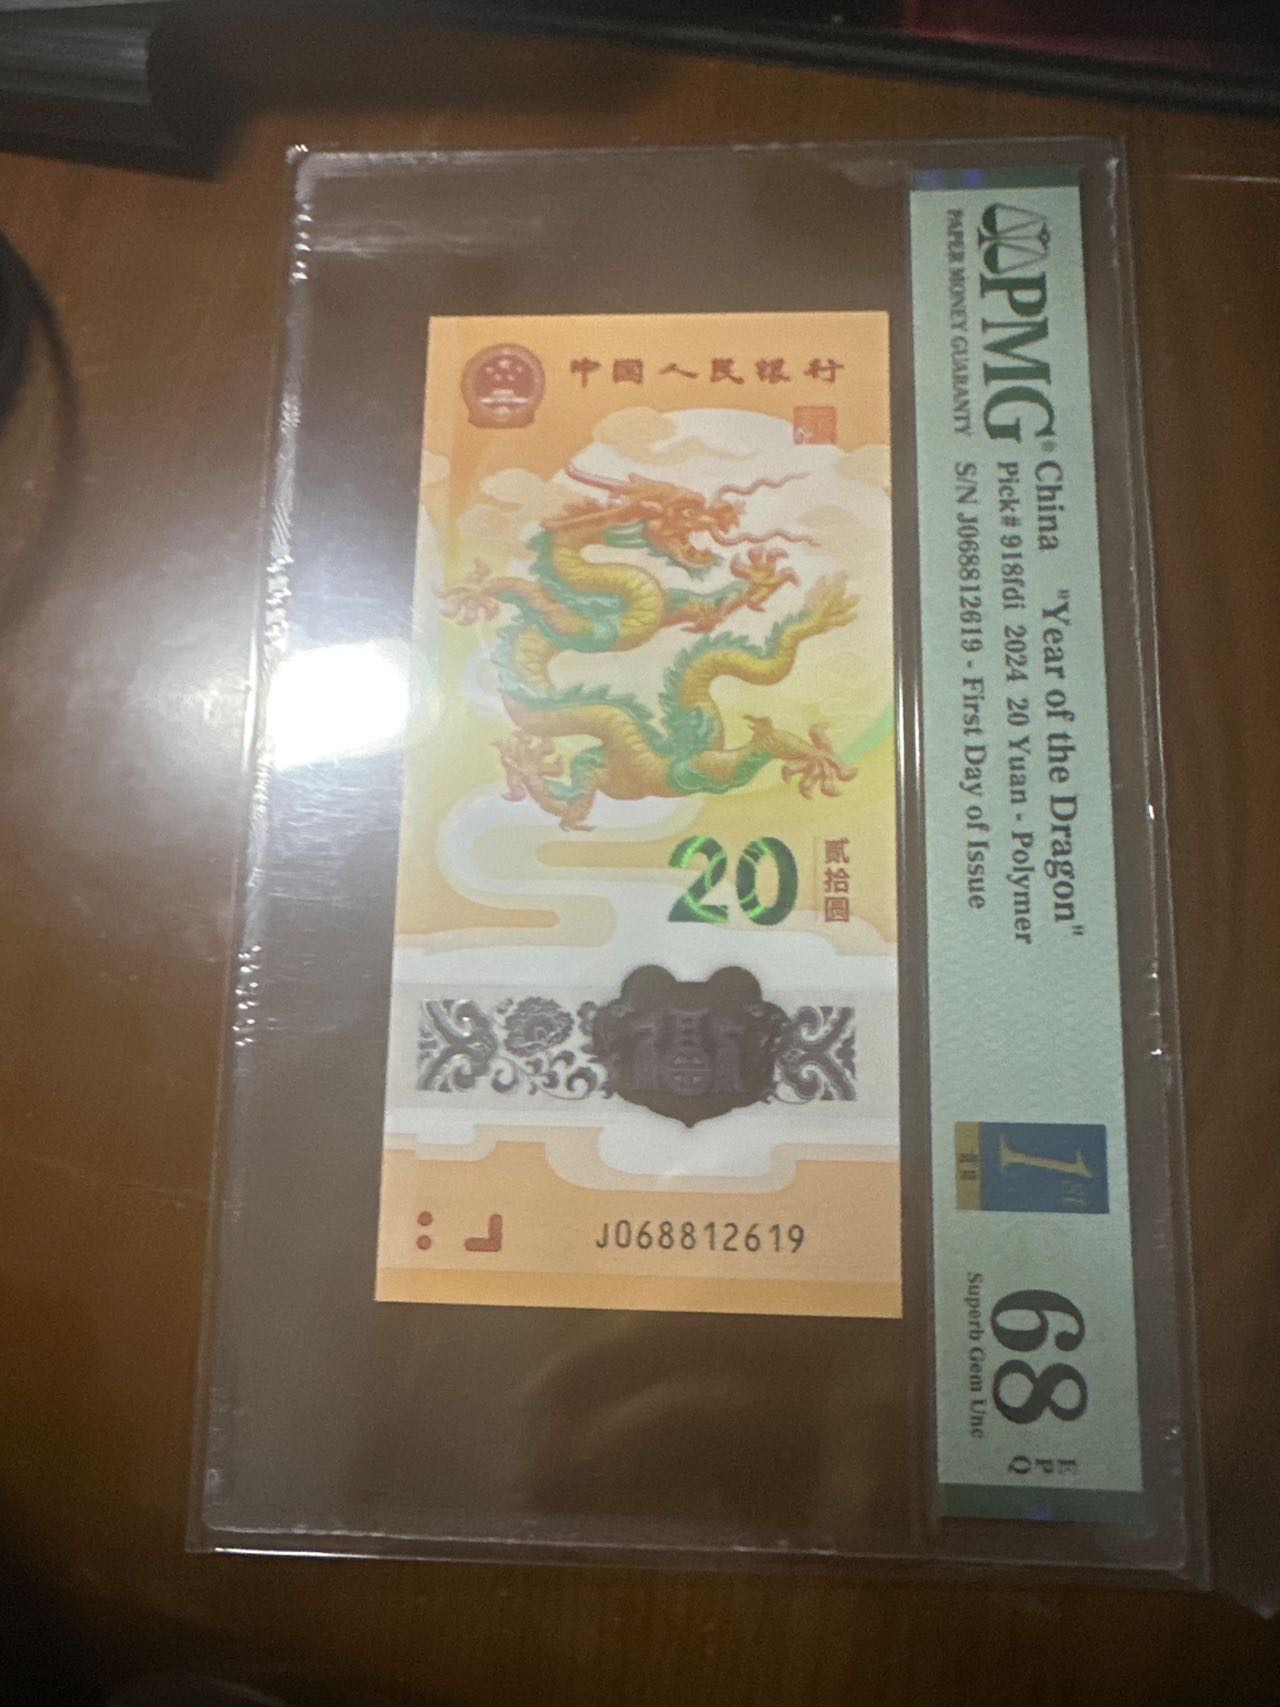 PMG®
PAPER MONEY GUARANTY
China "Year of the Dragon"
Pick# 918fdi 2024 20 Yuan - Polymer
S/N J068812619 - First Day of Issue
1st
68
EPQ
Superb Gem Unc
中国人民银行
20
贰拾圆
J068812619